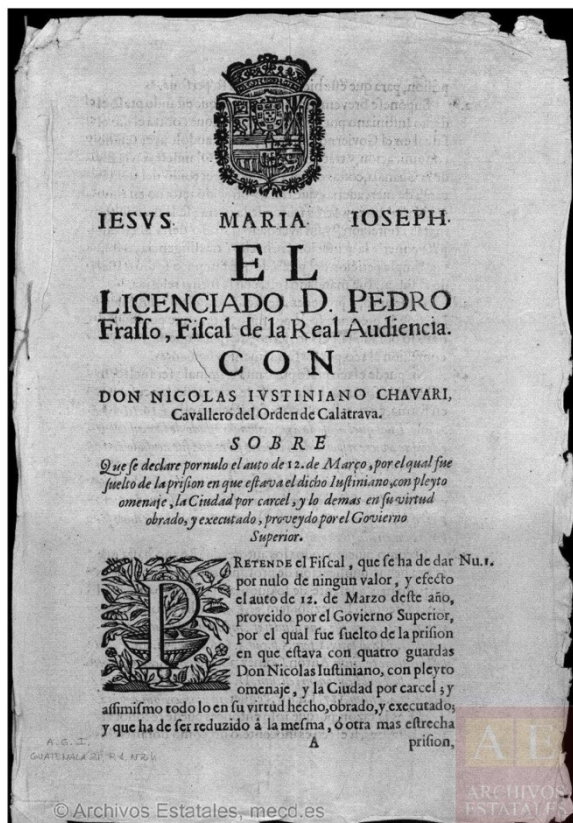 IESVS. MARIA. IOSEPH.
EL
LICENCIADO D. PEDRO
Frasso, Fiscal de la Real Audiencia.
CON
DON NICOLAS IVSTINIANO CHAVARI,
Cavallero del Orden de Calatrava.
SOBRE
Que se declare por nulo el auto de 12. de Março, por el qual fue
suelto de la prision en que estava el dicho Iustiniano, con pleyto
omenaje, la Ciudad por carcel, y lo demas en su virtud
obrado, y executado, proveydo por el Govierno
Superior.
PRETENDE el Fiscal, que se ha de dar Nu.1.
por nulo de ningun valor, y efecto
el auto de 12. de Marzo deste año,
proveido por el Govierno Superior,
por el qual fue suelto de la prision
en que estava con quatro guardas
Don Nicolas Iustiniano, con pleyto
omenaje, y la Ciudad por carcel; y
assimismo todo lo en su virtud hecho, obrado, y executado;
y que ha de ser reduzido á la mesma, ó otra mas estrecha
A prision,
A.G.I.
GUATEMALA
AE
ARCHIVOS
ESTATALES
© Archivos Estatales, mecd.es